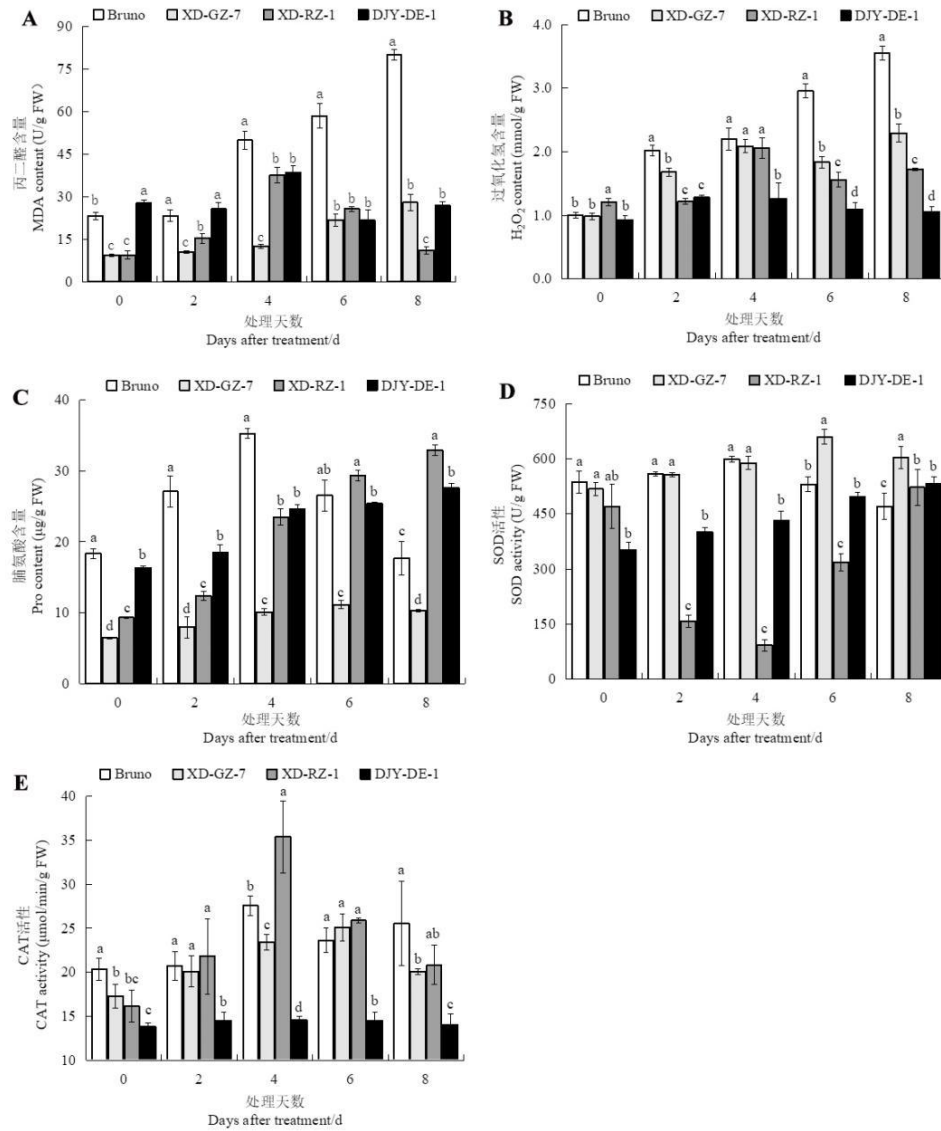 A
Bruno XD-GZ-7 XD-RZ-1 DJY-DE-1
丙二醛含量
MDA content (U/g FW)
90
75
60
45
30
15
0
b c c a
c c b a
a c b b
a b b b
a b c b
0 2 4 6 8
处理天数
Days after treatment/d
B
Bruno XD-GZ-7 XD-RZ-1 DJY-DE-1
过氧化氢含量
H₂O₂ content (mmol/g FW)
4.0
3.0
2.0
1.0
0.0
b b a b
a b c c
a a a b
a b c d
a b c d
0 2 4 6 8
处理天数
Days after treatment/d
C
Bruno XD-GZ-7 XD-RZ-1 DJY-DE-1
脯氨酸含量
Pro content (μg/g FW)
40
30
20
10
0
a d c b
a d c b
a c b b
ab c a b
c d a b
0 2 4 6 8
处理天数
Days after treatment/d
D
Bruno XD-GZ-7 XD-RZ-1 DJY-DE-1
SOD活性
SOD activity (U/g FW)
750
600
450
300
150
0
a a ab b
a a c b
a a c b
b a c b
c a b b
0 2 4 6 8
处理天数
Days after treatment/d
E
Bruno XD-GZ-7 XD-RZ-1 DJY-DE-1
CAT活性
CAT activity (μmol/min/g FW)
40
35
30
25
20
15
10
a b bc c
a a a b
b c a d
a a a b
a b ab c
0 2 4 6 8
处理天数
Days after treatment/d